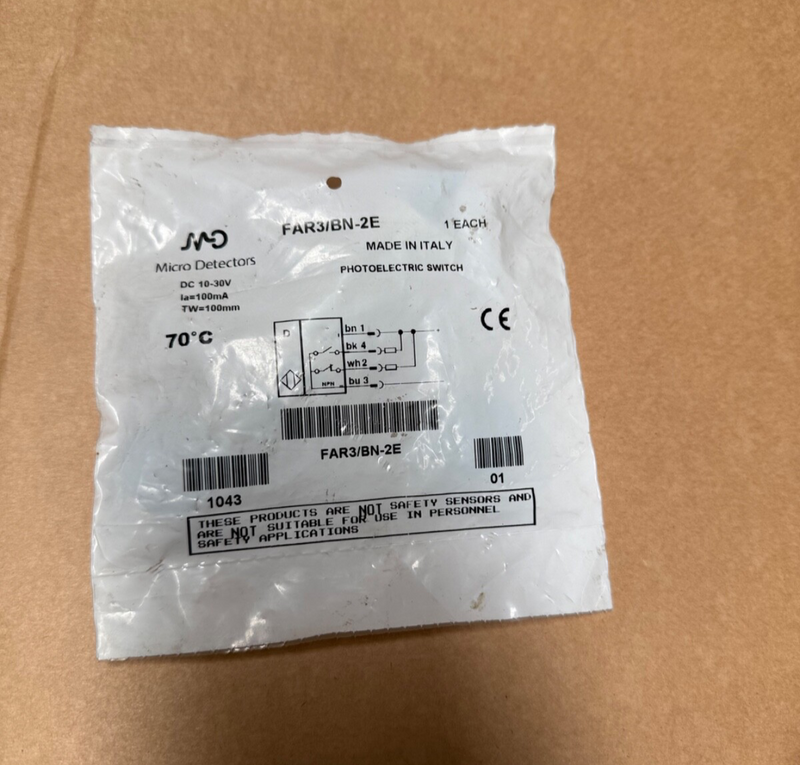 FAR3/BN-2E
1 EACH
MD
Micro Detectors
MADE IN ITALY
PHOTOELECTRIC SWITCH
DC 10-30V
Ia=100mA
TW=100mm
70°C
D
bn 1
bk 4
wh 2
NPN
bu 3
CE
FAR3/BN-2E
1043
01
THESE PRODUCTS ARE NOT SAFETY SENSORS AND
ARE NOT SUITABLE FOR USE IN PERSONNEL
SAFETY APPLICATIONS